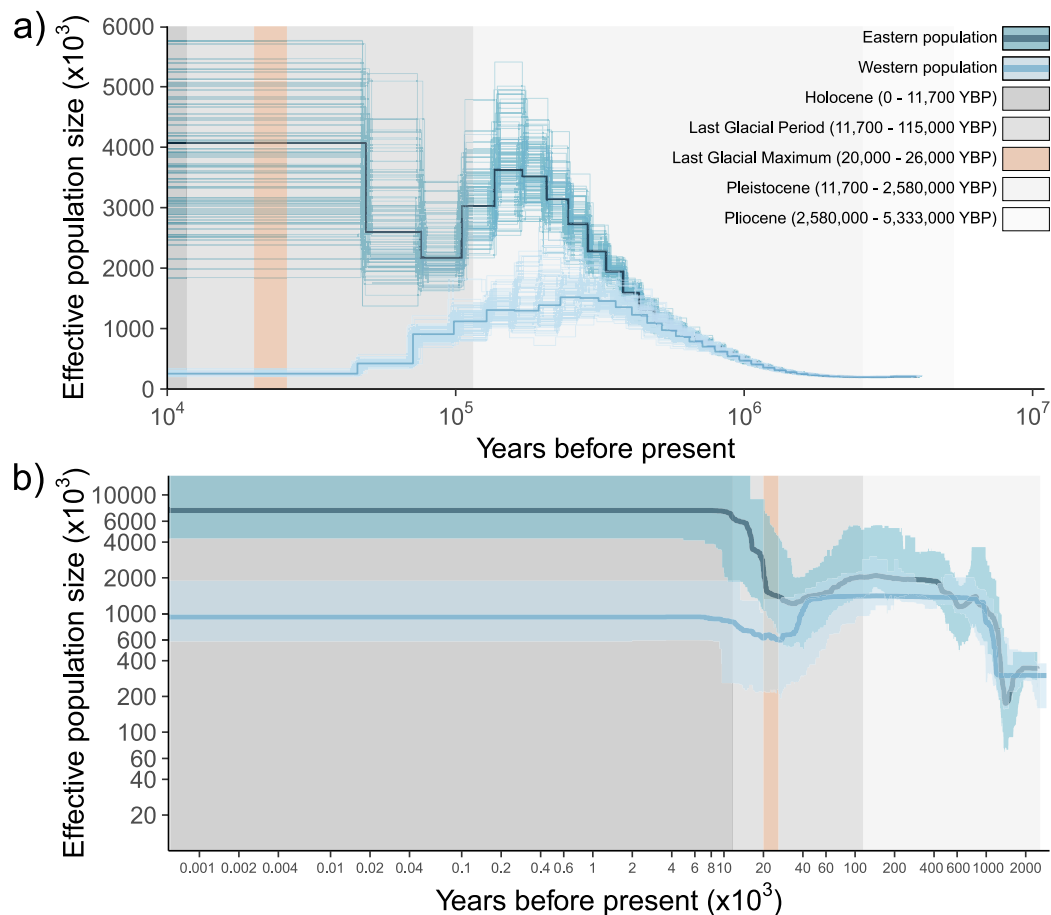 a)
Effective population size (x10³)
6000
5000
4000
3000
2000
1000
0
Eastern population
Western population
Holocene (0 - 11,700 YBP)
Last Glacial Period (11,700 - 115,000 YBP)
Last Glacial Maximum (20,000 - 26,000 YBP)
Pleistocene (11,700 - 2,580,000 YBP)
Pliocene (2,580,000 - 5,333,000 YBP)
10⁴ 10⁵ 10⁶ 10⁷
Years before present
b)
Effective population size (x10³)
10000
6000
4000
2000
1000
600
400
200
100
60
40
20
0.001 0.002 0.004 0.01 0.02 0.04 0.1 0.2 0.4 0.6 1 2 4 6 8 10 20 40 60 100 200 400 600 1000 2000
Years before present (x10³)